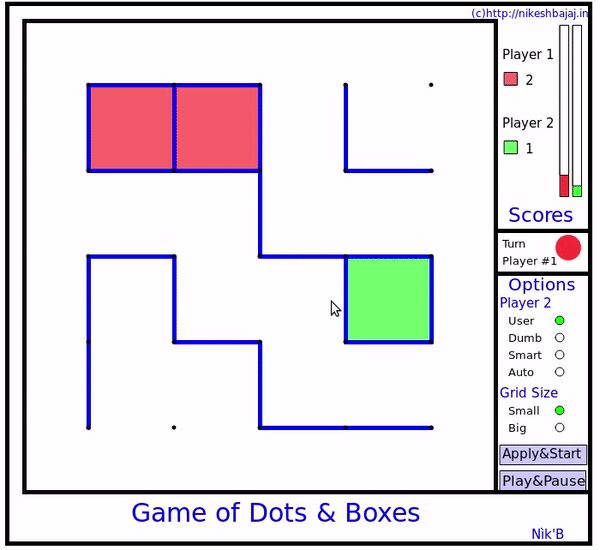 (c)http://nikeshbajaj.in
Player 1
2
Player 2
1
Scores
Turn
Player #1
Options
Player 2
User
Dumb
Smart
Auto
Grid Size
Small
Big
Apply&Start
Play&Pause
Game of Dots & Boxes
Nìk'B